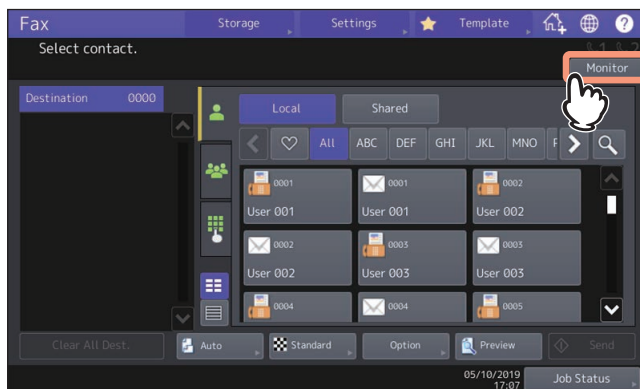 Fax
Storage
Settings
Template
?
Select contact.
Monitor
Destination 0000
Local
Shared
All
ABC
DEF
GHI
JKL
MNO
0001
User 001
0001
User 001
0002
User 002
0002
User 002
0003
User 003
0003
User 003
0004
0004
0005
Clear All Dest.
Auto
Standard
Option
Preview
Send
05/10/2019
17:07
Job Status